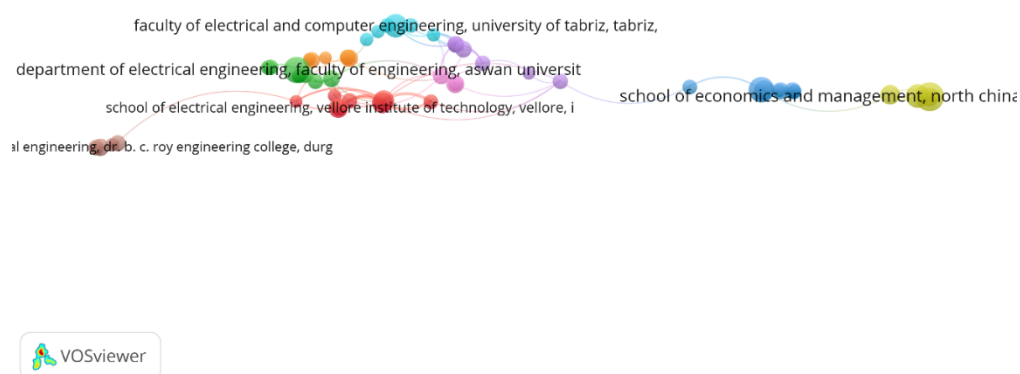 faculty of electrical and computer engineering, university of tabriz, tabriz,
department of electrical engineering, faculty of engineering, aswan universit
school of economics and management, north china
school of electrical engineering, vellore institute of technology, vellore, i
al engineering, dr. b. c. roy engineering college, durg
VOSviewer